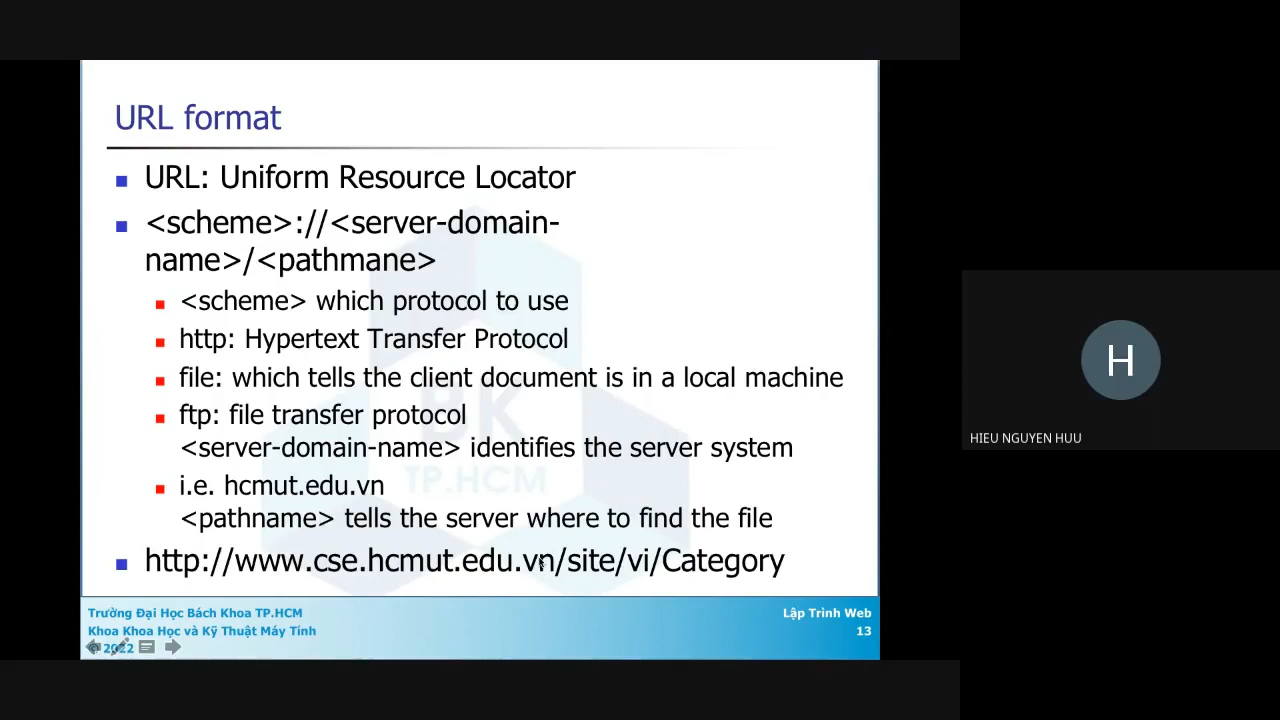 URL format
URL: Uniform Resource Locator
<scheme>://<server-domain-
name>/<pathmane>
<scheme> which protocol to use
http: Hypertext Transfer Protocol
file: which tells the client document is in a local machine
ftp: file transfer protocol
<server-domain-name> identifies the server system
i.e. hcmut.edu.vn
<pathname> tells the server where to find the file
http://www.cse.hcmut.edu.vn/site/vi/Category
BK
TP.HCM
Trường Đại Học Bách Khoa TP.HCM
Khoa Khoa Học và Kỹ Thuật Máy Tính
© 2022
Lập Trình Web
13
H
HIEU NGUYEN HUU